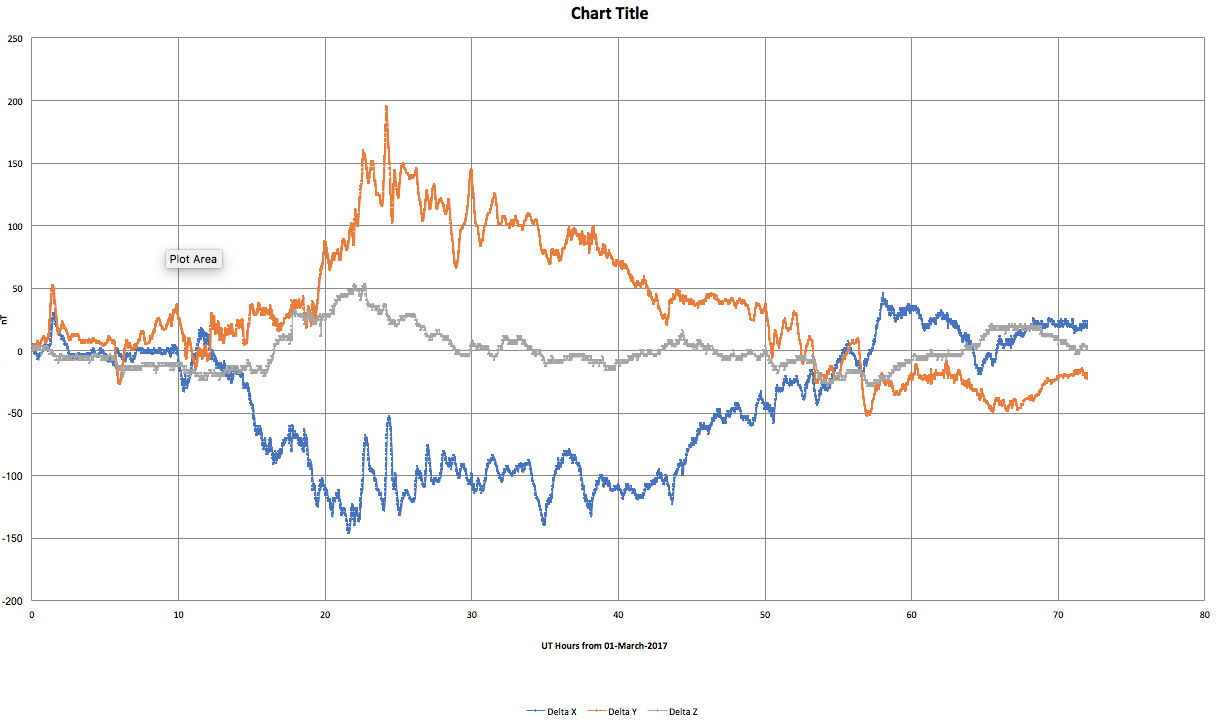 Chart Title
250
200
150
100
Plot Area
50
nT
0
-50
-100
-150
-200
0 10 20 30 40 50 60 70 80
UT Hours from 01-March-2017
Delta X Delta Y Delta Z